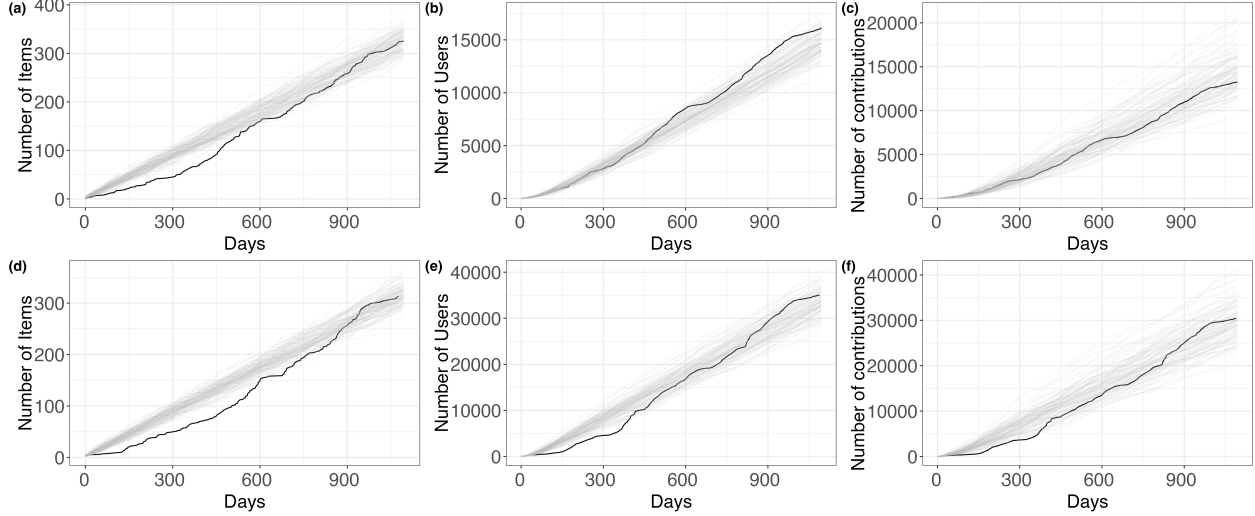 (a)
Number of Items
400
300
200
100
0
0 300 600 900
Days
(b)
Number of Users
15000
10000
5000
0
0 300 600 900
Days
(c)
Number of contributions
20000
15000
10000
5000
0
0 300 600 900
Days
(d)
Number of Items
300
200
100
0
0 300 600 900
Days
(e)
Number of Users
40000
30000
20000
10000
0
0 300 600 900
Days
(f)
Number of contributions
40000
30000
20000
10000
0
0 300 600 900
Days